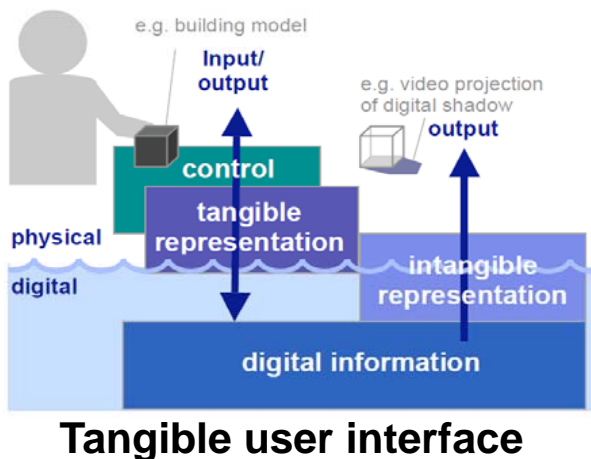 e.g. building model
Input/
output
e.g. video projection
of digital shadow
output
control
tangible
representation
physical
digital
intangible
representation
digital information
Tangible user interface